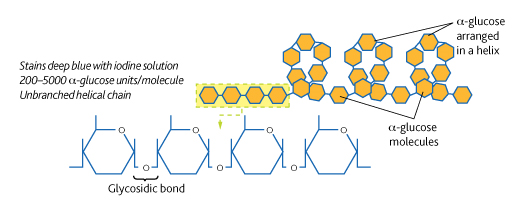 α-glucose
arranged
in a helix
Stains deep blue with iodine solution
200–5000 α-glucose units/molecule
Unbranched helical chain
α-glucose
molecules
O O O O
O O O
Glycosidic bond